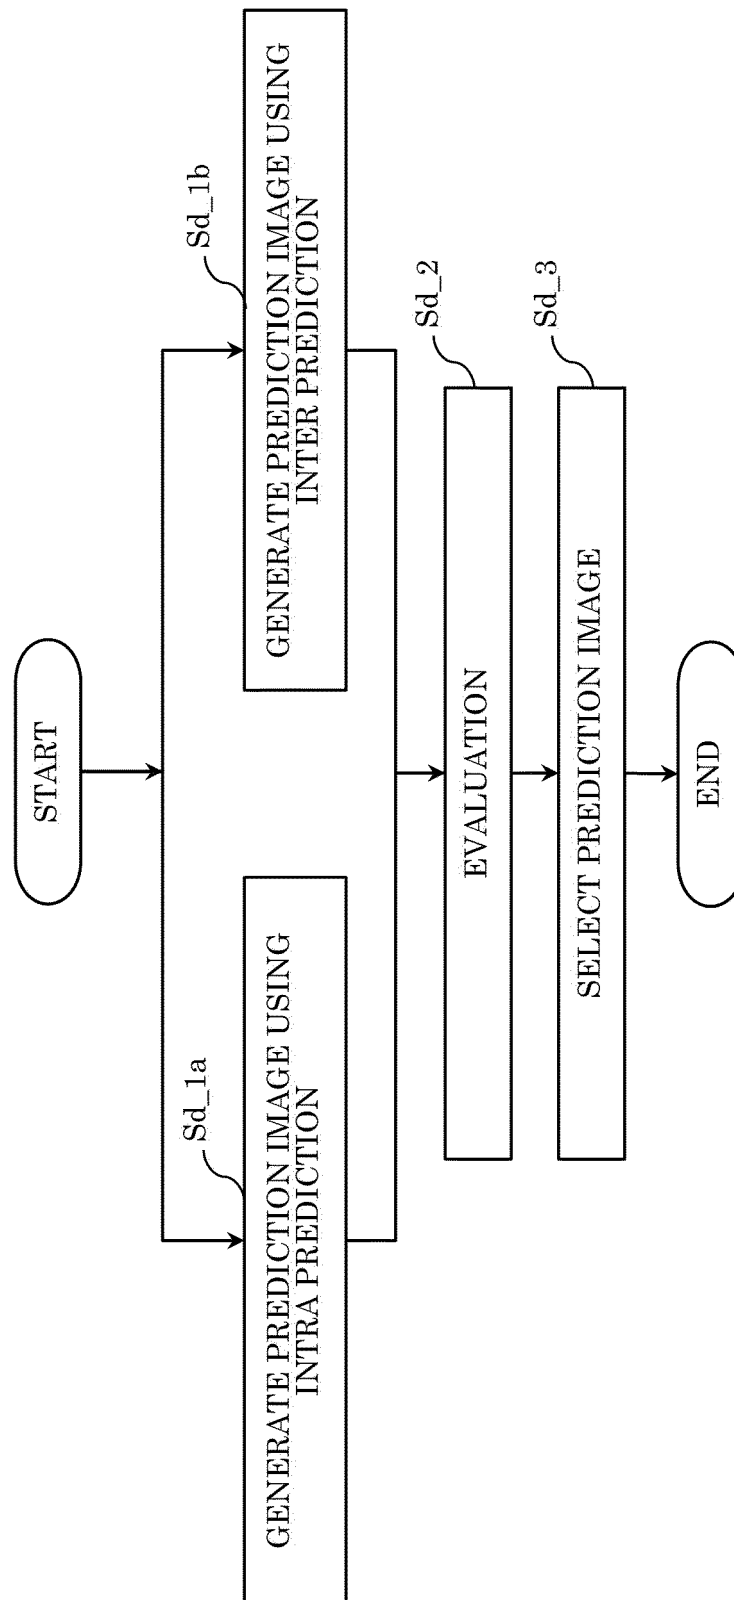 START
Sd_1a
GENERATE PREDICTION IMAGE USING
INTRA PREDICTION
Sd_1b
GENERATE PREDICTION IMAGE USING
INTER PREDICTION
Sd_2
EVALUATION
Sd_3
SELECT PREDICTION IMAGE
END